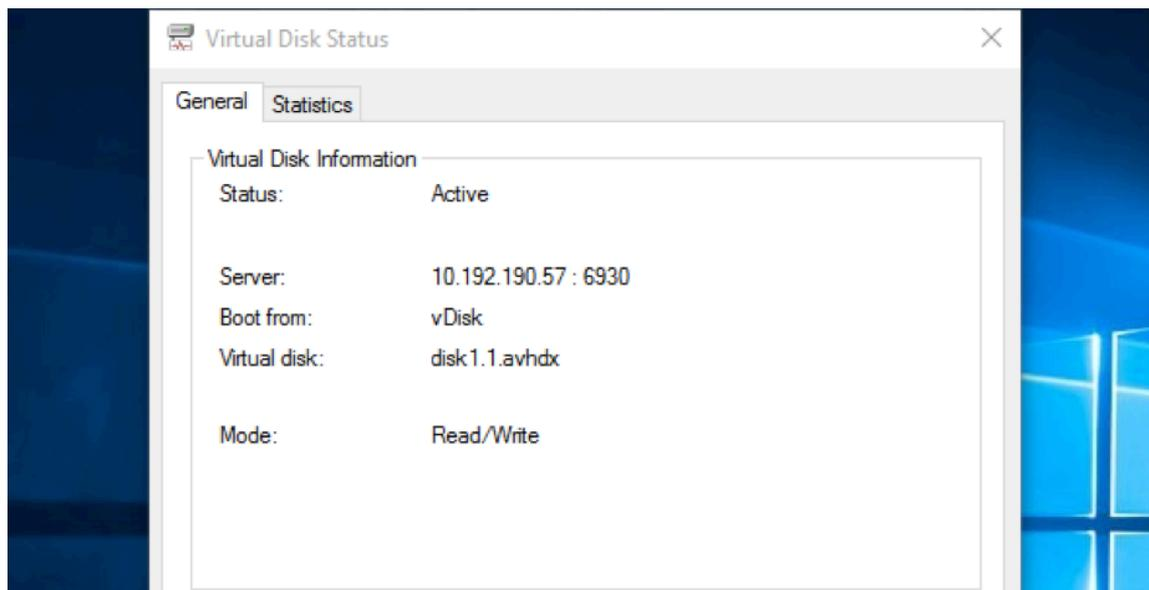 Virtual Disk Status
General Statistics
Virtual Disk Information
Status: Active
Server: 10.192.190.57 : 6930
Boot from: vDisk
Virtual disk: disk1.1.avhdx
Mode: Read/Write